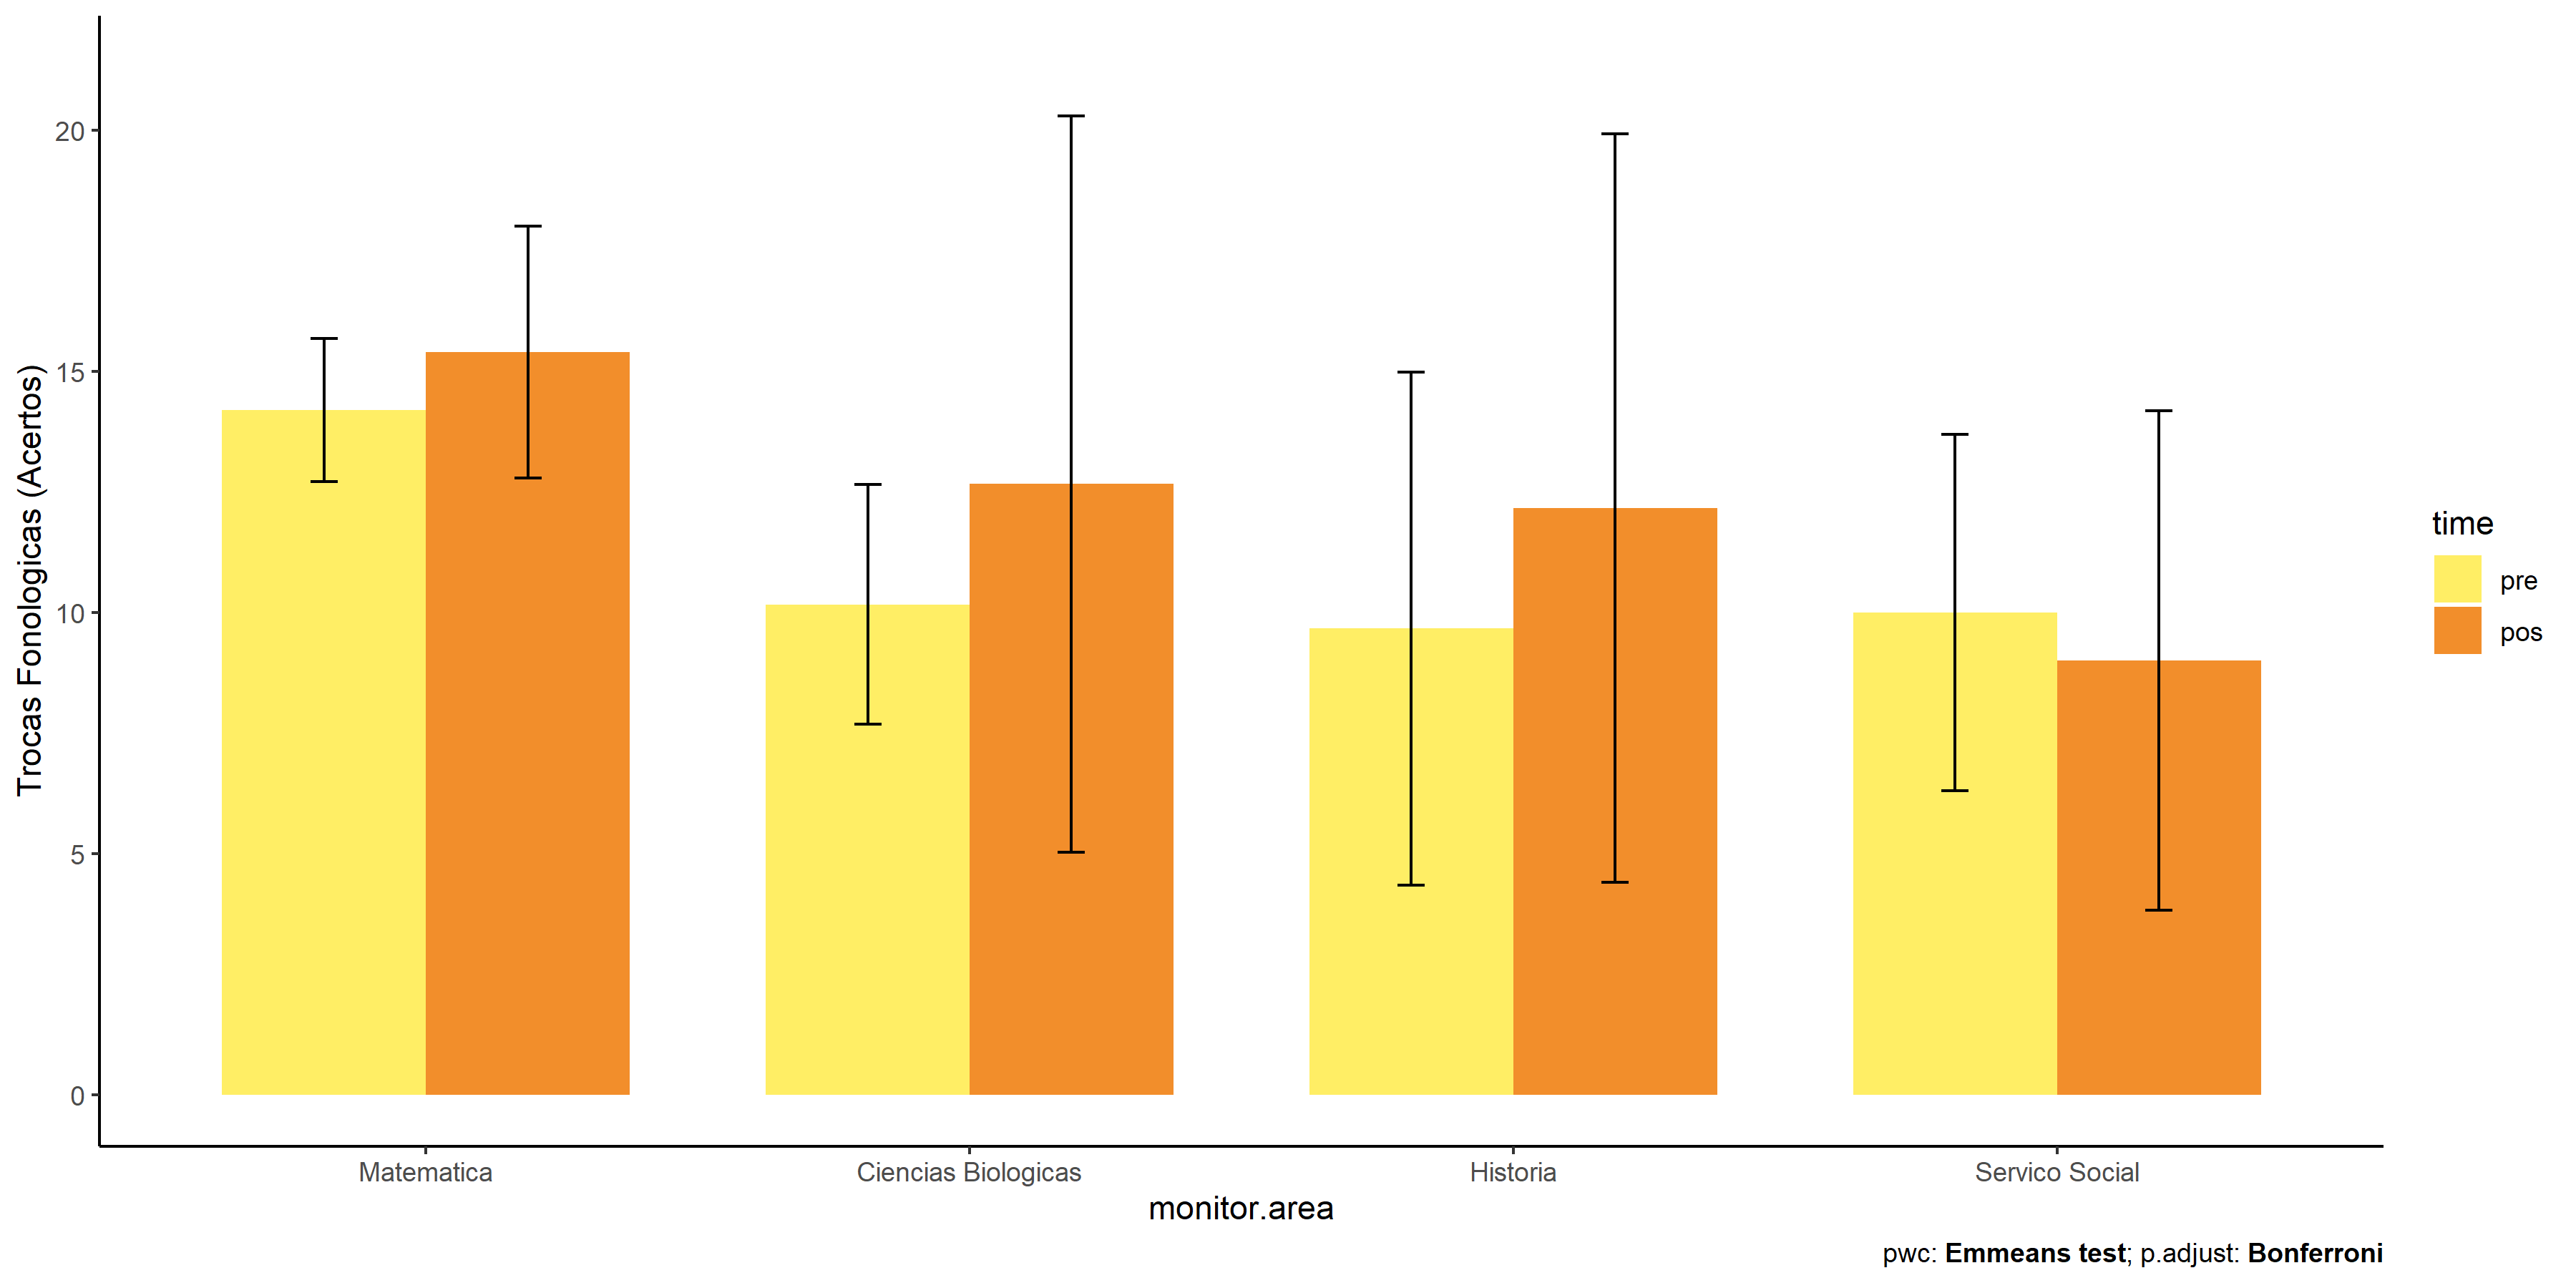 Trocas Fonologicas (Acertos)
20
15
10
5
0
Matematica
Ciencias Biologicas
Historia
Servico Social
monitor.area
time
pre
pos
pwc: Emmeans test; p.adjust: Bonferroni